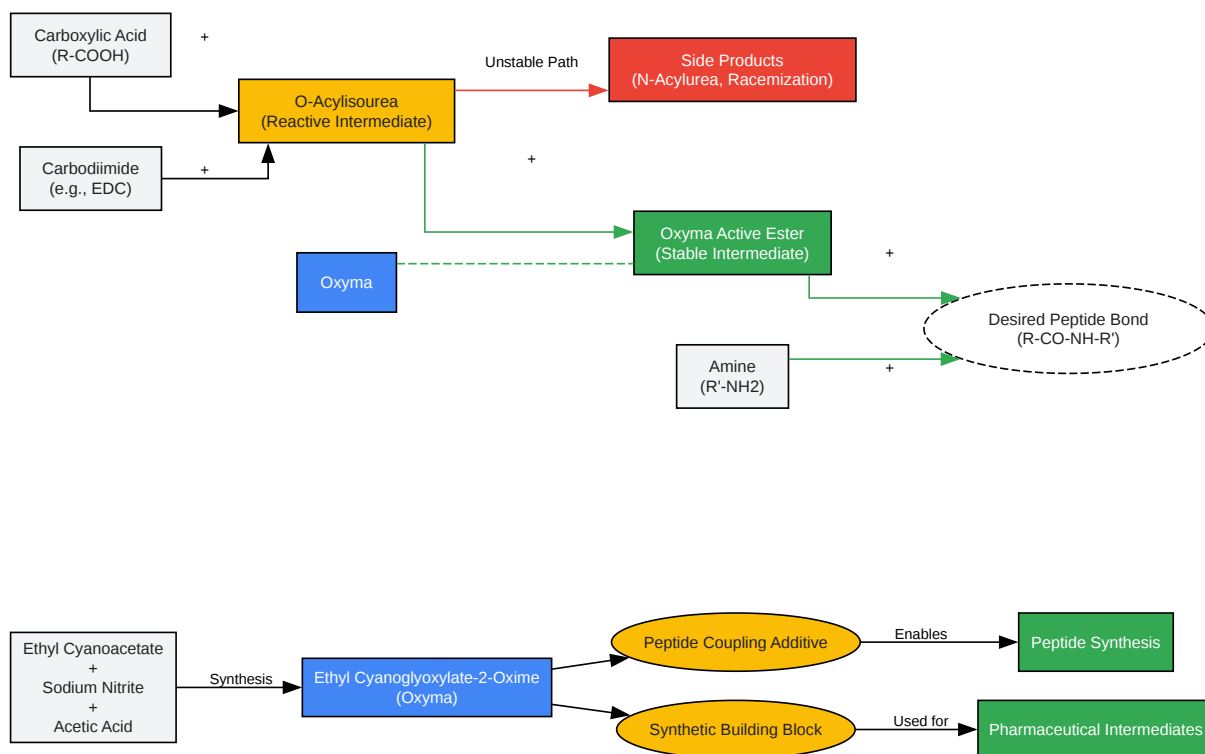 Carboxylic Acid
(R-COOH)
+
Unstable Path
Side Products
(N-Acylurea, Racemization)
O-Acylisourea
(Reactive Intermediate)
Carbodiimide
(e.g., EDC)
+
+
Oxyma Active Ester
(Stable Intermediate)
+
Oxyma
Desired Peptide Bond
(R-CO-NH-R')
Amine
(R'-NH2)
+
Ethyl Cyanoacetate
+
Sodium Nitrite
+
Acetic Acid
Synthesis
Ethyl Cyanoglyoxylate-2-Oxime
(Oxyma)
Peptide Coupling Additive
Enables
Peptide Synthesis
Synthetic Building Block
Used for
Pharmaceutical Intermediates